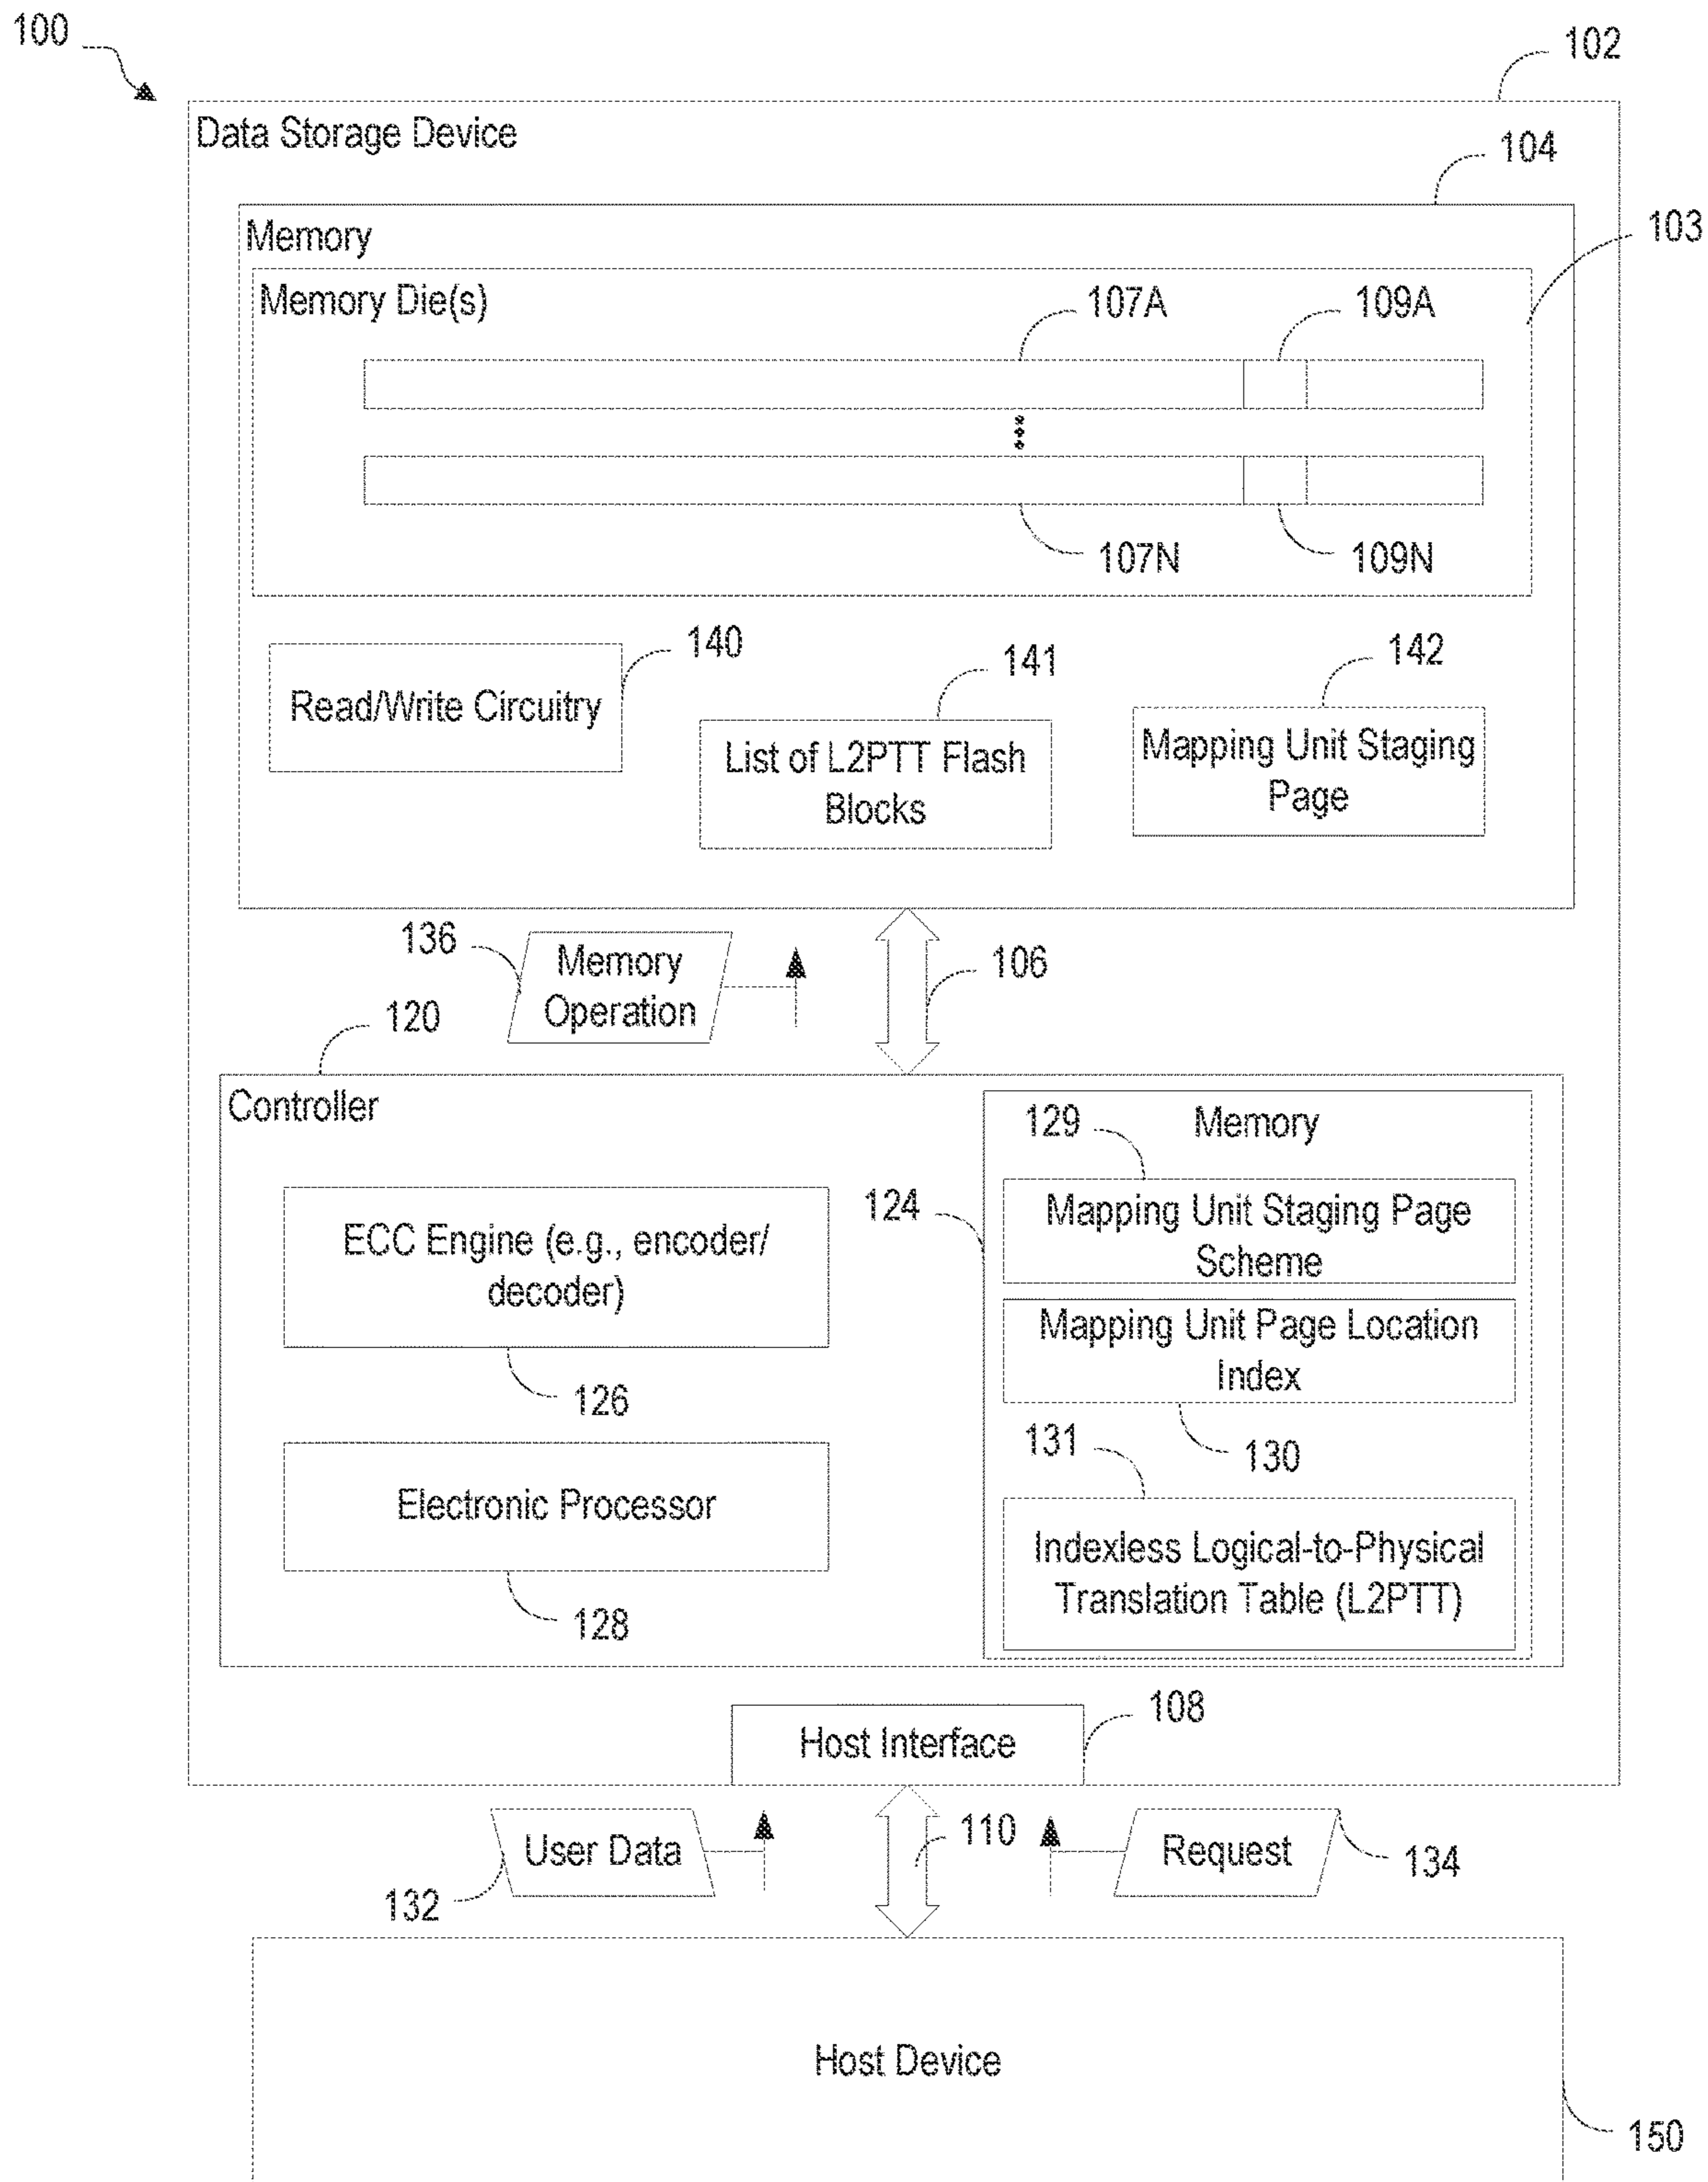 100
102
Data Storage Device
104
Memory
103
Memory Die(s)
107A
109A
107N
109N
140
Read/Write Circuitry
141
List of L2PTT Flash
Blocks
142
Mapping Unit Staging
Page
136
Memory
Operation
106
120
Controller
129
Memory
124
Mapping Unit Staging Page
Scheme
ECC Engine (e.g., encoder/
decoder)
Mapping Unit Page Location
Index
126
131
130
Electronic Processor
Indexless Logical-to-Physical
Translation Table (L2PTT)
128
108
Host Interface
User Data
110
Request
132
134
Host Device
150